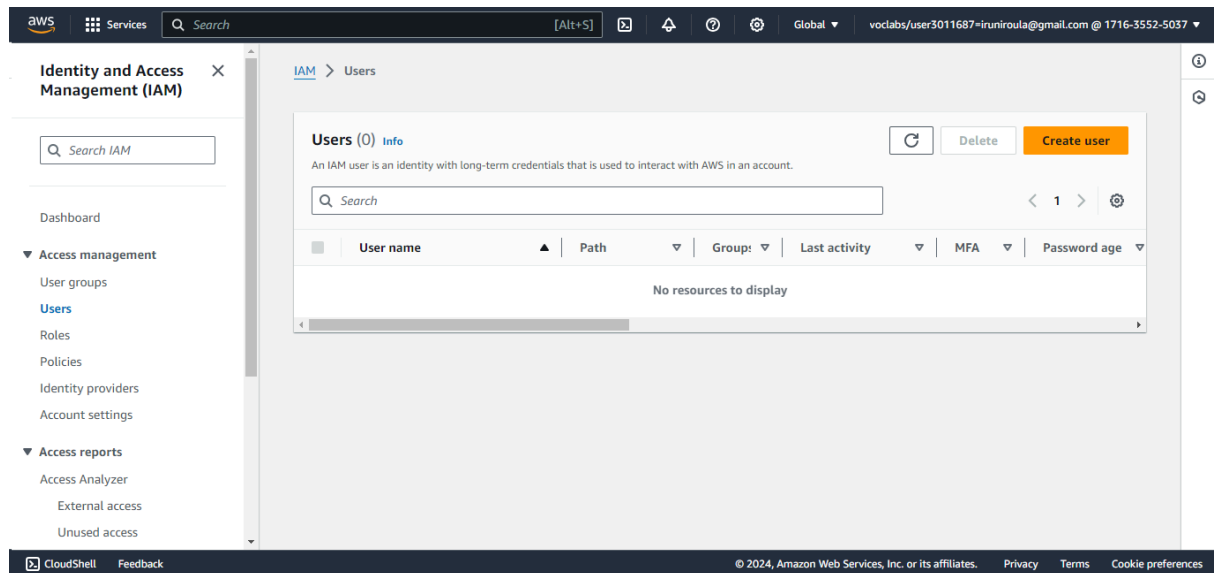 aws Services Search [Alt+S] Global voclabs/user3011687=iruniroula@gmail.com @ 1716-3552-5037
Identity and Access
Management (IAM)
Search IAM
Dashboard
Access management
User groups
Users
Roles
Policies
Identity providers
Account settings
Access reports
Access Analyzer
External access
Unused access
IAM > Users
Users (0) Info
Delete
Create user
An IAM user is an identity with long-term credentials that is used to interact with AWS in an account.
Search
1
User name Path Groups Last activity MFA Password age
No resources to display
CloudShell Feedback © 2024, Amazon Web Services, Inc. or its affiliates. Privacy Terms Cookie preferences